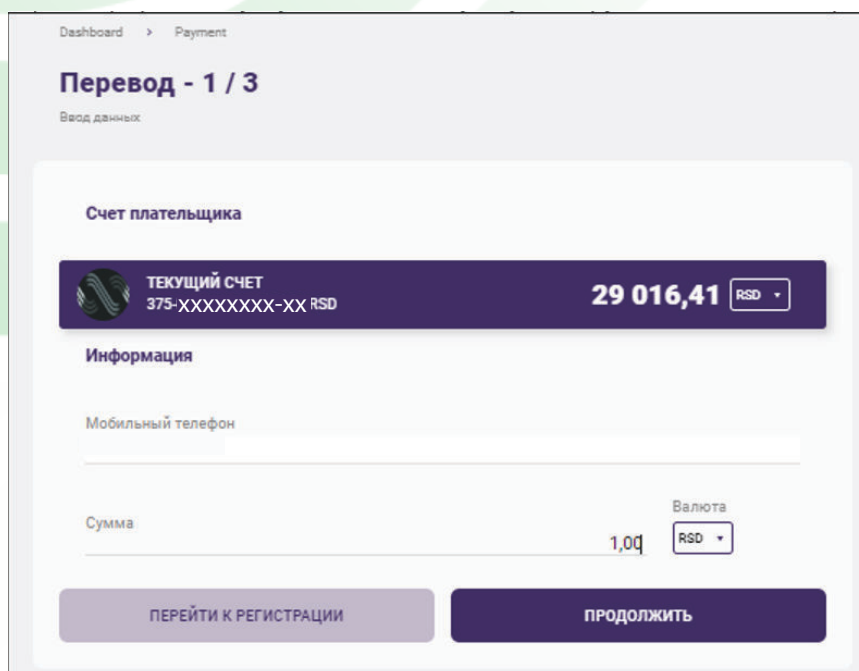 Dashboard > Payment
Перевод - 1 / 3
Ввод данных
Счет плательщика
ТЕКУЩИЙ СЧЕТ
375-XXXXXXXX-XX RSD
29 016,41 RSD
Информация
Мобильный телефон
Валюта
Сумма
1,00 RSD
ПЕРЕЙТИ К РЕГИСТРАЦИИ
ПРОДОЛЖИТЬ